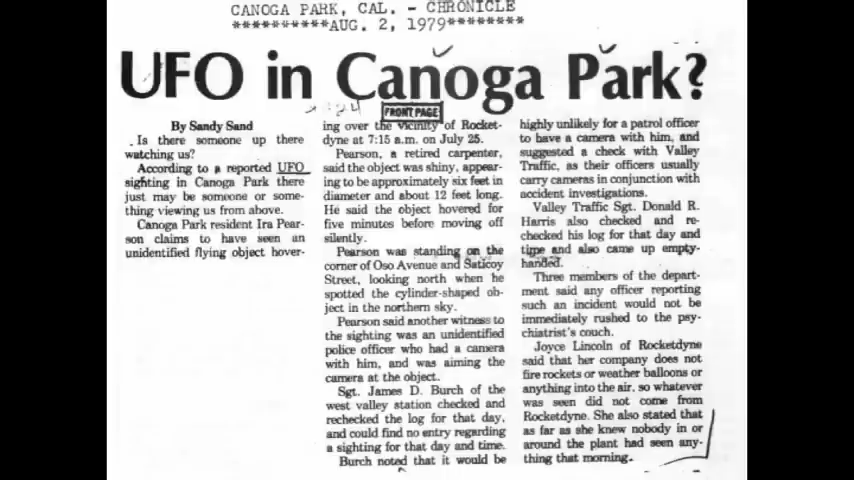 CANOGA PARK, CAL. - CHRONICLE
**********AUG. 2, 1979********
UFO in Canoga Park?
FRONT PAGE
By Sandy Sand
Is there someone up there
watching us?
According to a reported UFO
sighting in Canoga Park there
just may be someone or some-
thing viewing us from above.
Canoga Park resident Ira Pear-
son claims to have seen an
unidentified flying object hover-
ing over the vicinity of Rocket-
dyne at 7:15 a.m. on July 25.
Pearson, a retired carpenter,
said the object was shiny, appear-
ing to be approximately six feet in
diameter and about 12 feet long.
He said the object hovered for
five minutes before moving off
silently.
Pearson was standing on the
corner of Oso Avenue and Saticoy
Street, looking north when he
spotted the cylinder-shaped ob-
ject in the northern sky.
Pearson said another witness to
the sighting was an unidentified
police officer who had a camera
with him, and was aiming the
camera at the object.
Sgt. James D. Burch of the
west valley station checked and
rechecked the log for that day,
and could find no entry regarding
a sighting for that day and time.
Burch noted that it would be
highly unlikely for a patrol officer
to have a camera with him, and
suggested a check with Valley
Traffic, as their officers usually
carry cameras in conjunction with
accident investigations.
Valley Traffic Sgt. Donald R.
Harris also checked and re-
checked his log for that day and
time and also came up empty-
handed.
Three members of the depart-
ment said any officer reporting
such an incident would not be
immediately rushed to the psy-
chiatrist's couch.
Joyce Lincoln of Rocketdyne
said that her company does not
fire rockets or weather balloons or
anything into the air, so whatever
was seen did not come from
Rocketdyne. She also stated that
as far as she knew nobody in or
around the plant had seen any-
thing that morning.